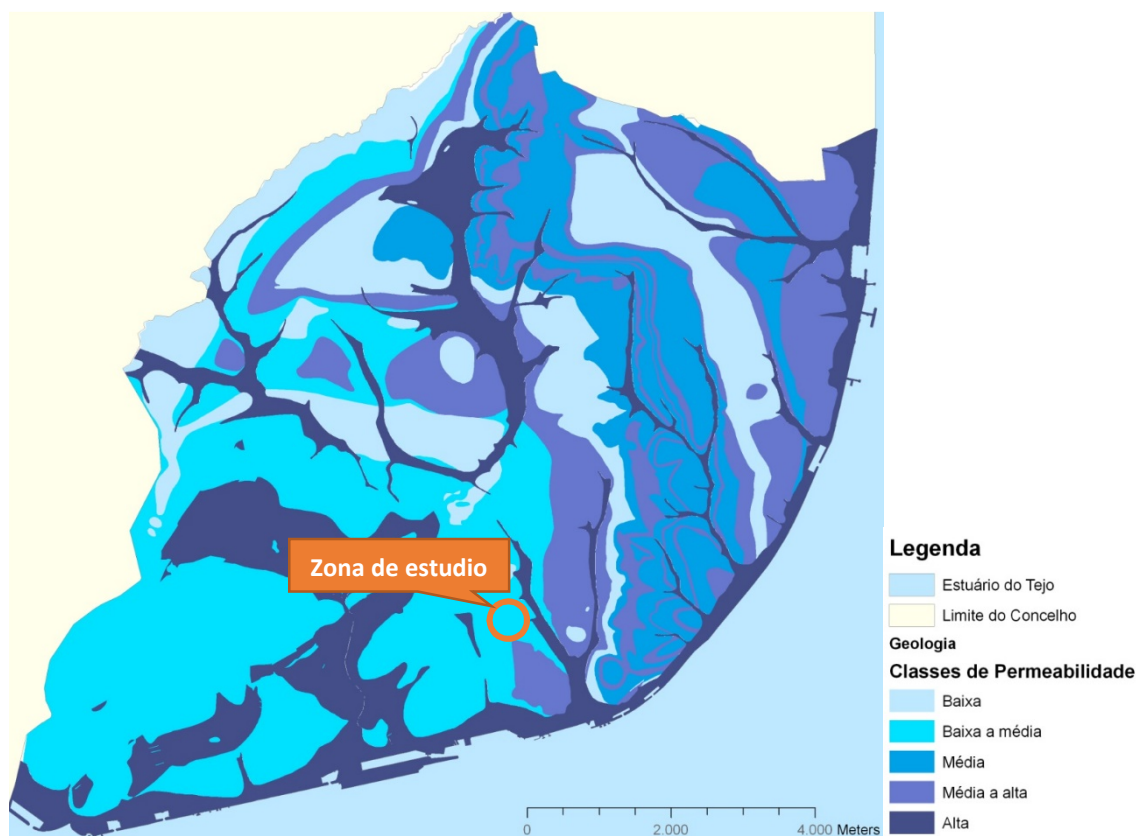 Zona de estudio
Legenda
Estuário do Tejo
Limite do Concelho
Geologia
Classes de Permeabilidade
Baixa
Baixa a média
Média
Média a alta
Alta
0 2.000 4.000 Meters